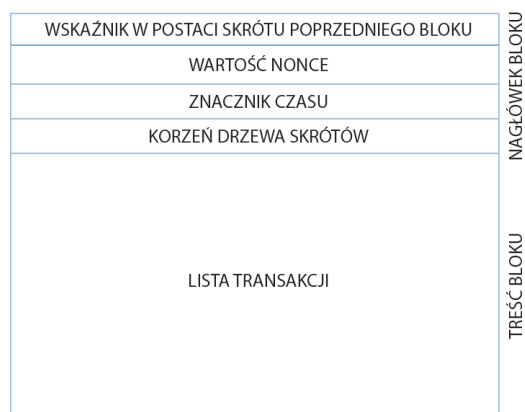 WSKAŹNIK W POSTACI SKRÓTU POPRZEDNIEGO BLOKU
WARTOŚĆ NONCE
ZNACZNIK CZASU
KORZEŃ DRZEWA SKRÓTÓW
NAGŁÓWEK BLOKU
LISTA TRANSAKCJI
TREŚĆ BLOKU